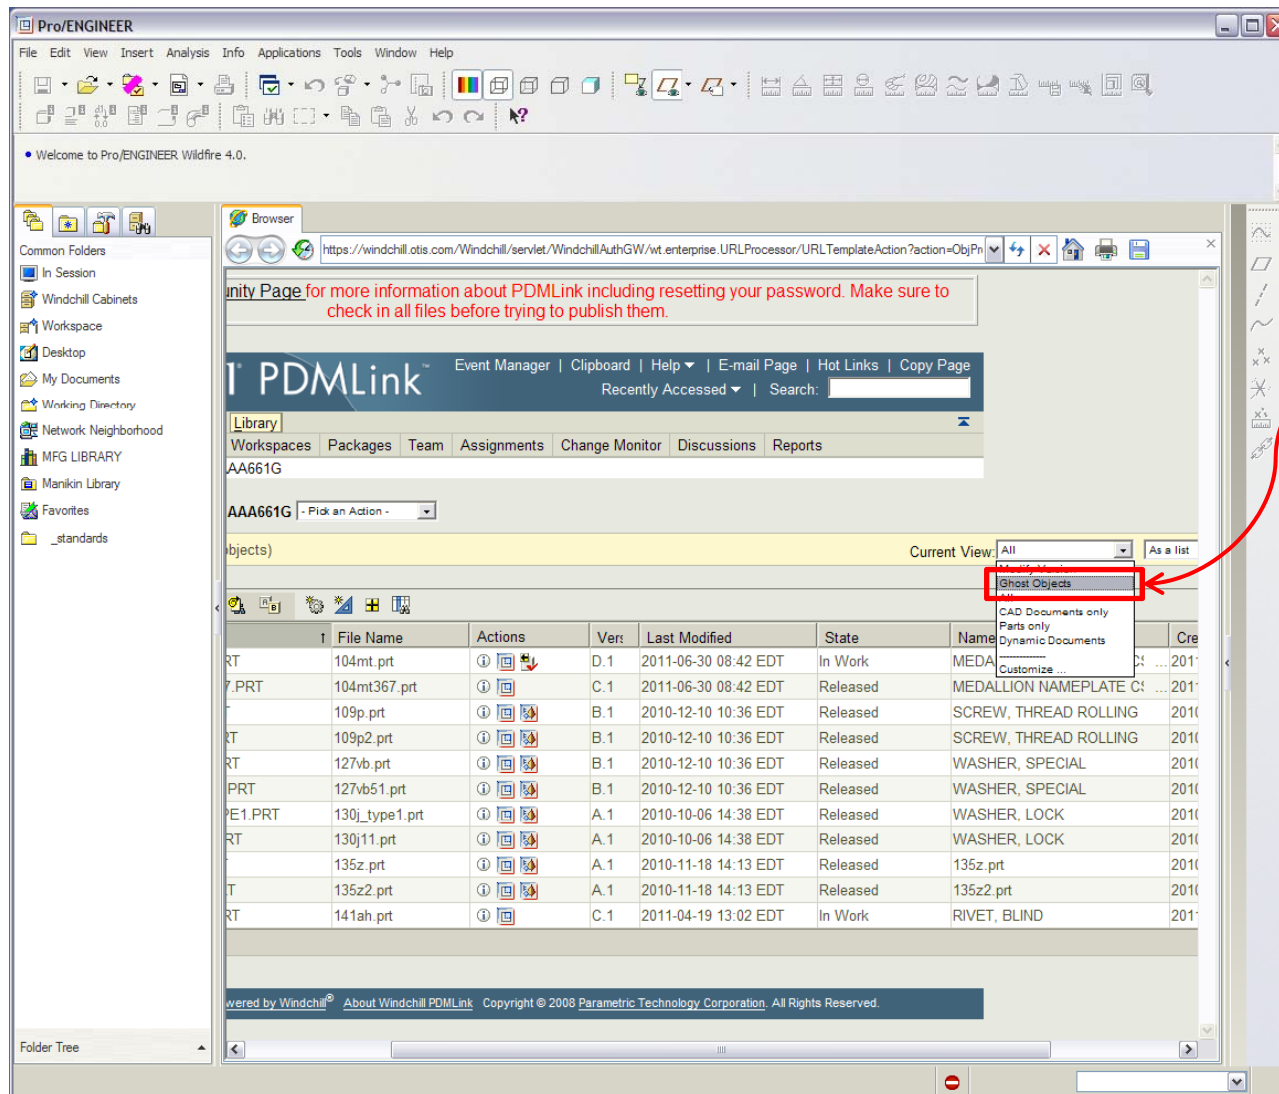 Pro/ENGINEER
File Edit View Insert Analysis Info Applications Tools Window Help
• Welcome to Pro/ENGINEER Wildfire 4.0.
Browser
Common Folders
https://windchill.otis.com/Windchill/servlet/WindchillAuthGW/wt.enterprise.URLProcessor/URLTemplateAction?action=ObjPr
In Session
Windchill Cabinets
Workspace
Desktop
My Documents
Working Directory
Network Neighborhood
MFG LIBRARY
Manikin Library
Favorites
_standards
Folder Tree
unity Page for more information about PDMLink including resetting your password. Make sure to
check in all files before trying to publish them.
PDMLink
Event Manager | Clipboard | Help | E-mail Page | Hot Links | Copy Page
Recently Accessed | Search:
Library
Workspaces Packages Team Assignments Change Monitor Discussions Reports
AAA661G
AAA661G - Pick an Action -
objects) Current View: All As a list
Modify Version
Ghost Objects
All
CAD Documents only
Parts only
Dynamic Documents
--------------
Customize ...
File Name Actions Vers Last Modified State Name Cre
RT 104mt.prt D.1 2011-06-30 08:42 EDT In Work MEDA CS ... 201
7.PRT 104mt367.prt C.1 2011-06-30 08:42 EDT Released MEDALLION NAMEPLATE CS ... 201
109p.prt B.1 2010-12-10 10:36 EDT Released SCREW, THREAD ROLLING 2010
RT 109p2.prt B.1 2010-12-10 10:36 EDT Released SCREW, THREAD ROLLING 2010
RT 127vb.prt B.1 2010-12-10 10:36 EDT Released WASHER, SPECIAL 2010
PRT 127vb51.prt B.1 2010-12-10 10:36 EDT Released WASHER, SPECIAL 2010
PE1.PRT 130j_type1.prt A.1 2010-10-06 14:38 EDT Released WASHER, LOCK 2010
RT 130j11.prt A.1 2010-10-06 14:38 EDT Released WASHER, LOCK 2010
135z.prt A.1 2010-11-18 14:13 EDT Released 135z.prt 2010
T 135z2.prt A.1 2010-11-18 14:13 EDT Released 135z2.prt 2010
RT 141ah.prt C.1 2011-04-19 13:02 EDT In Work RIVET, BLIND 201
wered by Windchill® About Windchill PDMLink Copyright © 2008 Parametric Technology Corporation. All Rights Reserved.